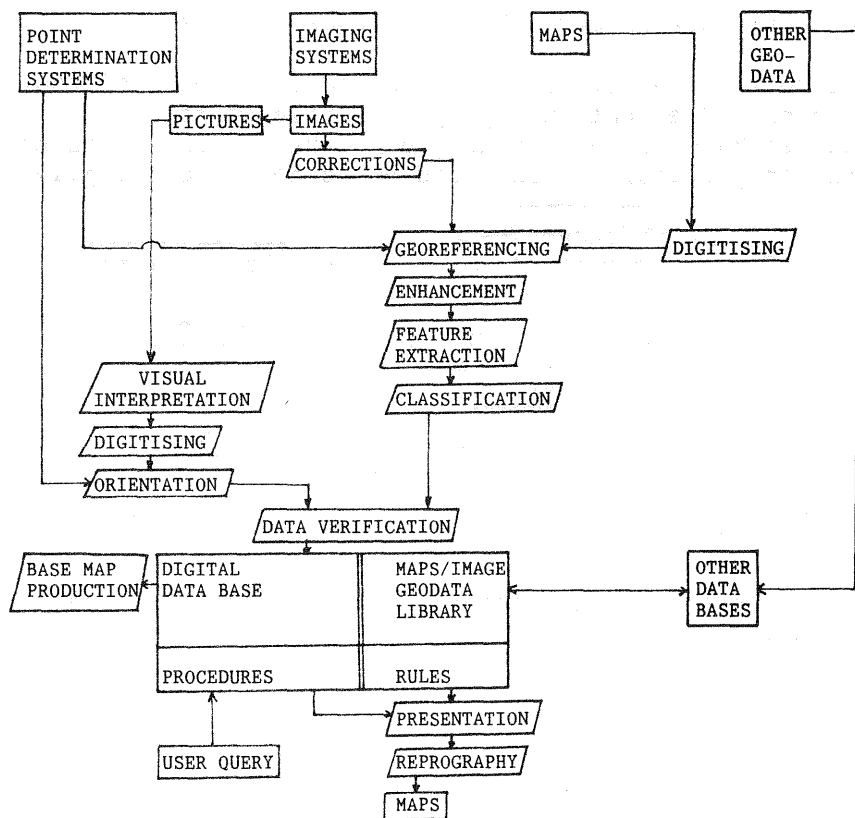 POINT
DETERMINATION
SYSTEMS
IMAGING
SYSTEMS
MAPS
OTHER
GEO-
DATA
PICTURES
IMAGES
CORRECTIONS
GEOREFERENCING
DIGITISING
ENHANCEMENT
FEATURE
EXTRACTION
VISUAL
INTERPRETATION
CLASSIFICATION
DIGITISING
ORIENTATION
DATA VERIFICATION
BASE MAP
PRODUCTION
DIGITAL
DATA BASE
MAPS/IMAGE
GEODATA
LIBRARY
OTHER
DATA
BASES
PROCEDURES
RULES
PRESENTATION
USER QUERY
REPROGRAPHY
MAPS